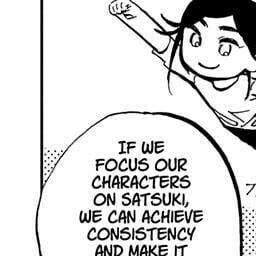 IF WE
FOCUS OUR
CHARACTERS
ON SATSUKI,
WE CAN ACHIEVE
CONSISTENCY
AND MAKE IT